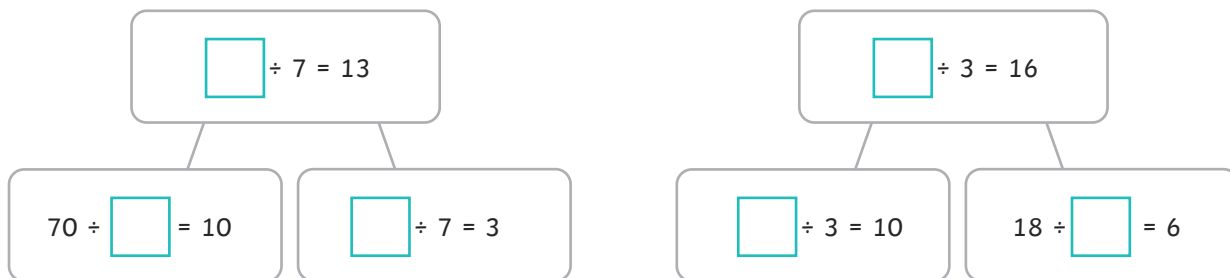 ÷ 7 = 13
÷ 3 = 16
70 ÷ = 10
÷ 7 = 3
÷ 3 = 10
18 ÷ = 6